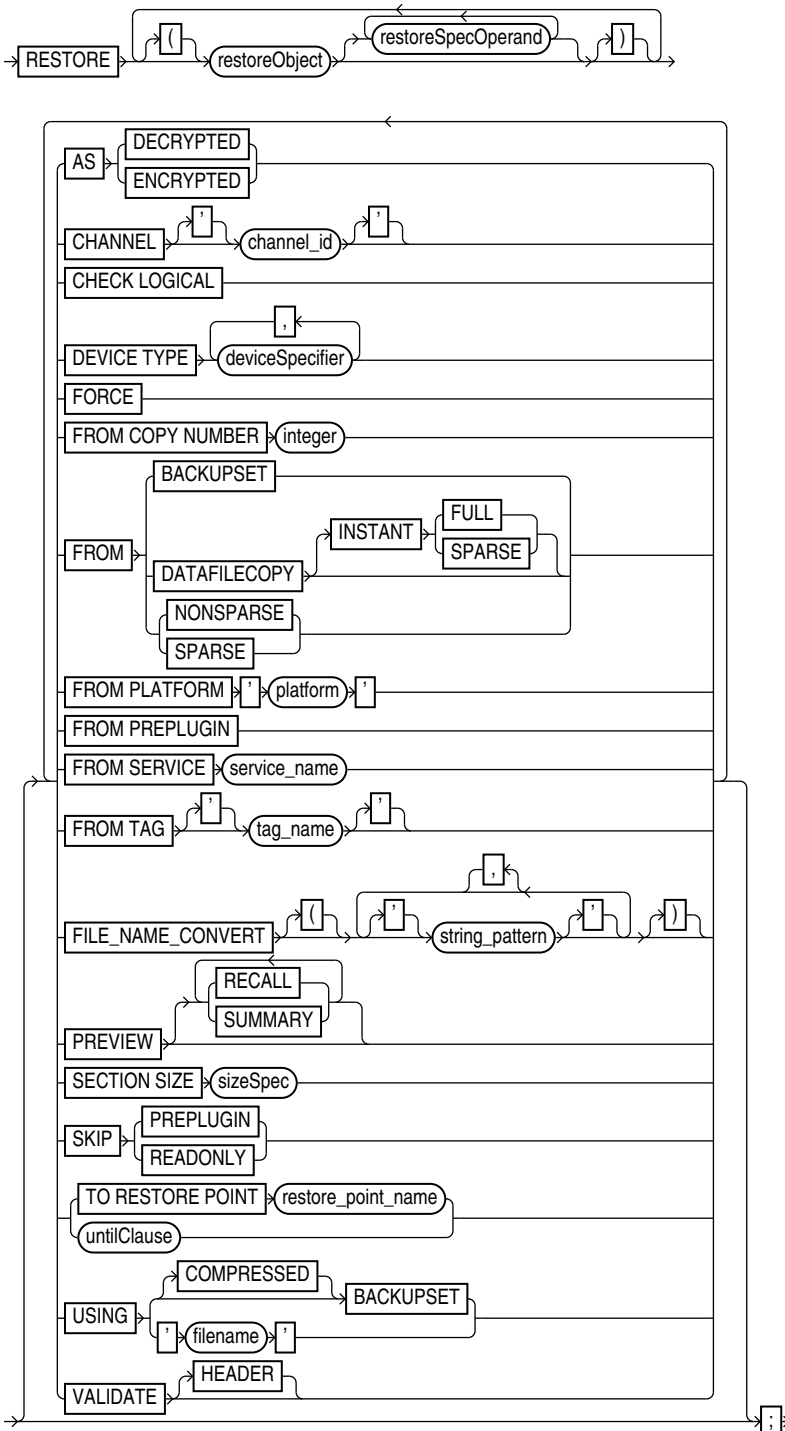 RESTORE ( restoreObject restoreSpecOperand )
AS DECRYPTED
ENCRYPTED
CHANNEL ' channel_id '
CHECK LOGICAL
,
DEVICE TYPE deviceSpecifier
FORCE
FROM COPY NUMBER integer
FROM BACKUPSET
DATAFILECOPY INSTANT FULL
SPARSE
NONSPARSE
SPARSE
FROM PLATFORM ' platform '
FROM PREPLUGIN
FROM SERVICE service_name
FROM TAG ' tag_name '
,
FILE_NAME_CONVERT ( ' string_pattern ' )
PREVIEW RECALL
SUMMARY
SECTION SIZE sizeSpec
SKIP PREPLUGIN
READONLY
TO RESTORE POINT restore_point_name
untilClause
USING COMPRESSED BACKUPSET
' filename '
VALIDATE HEADER
;